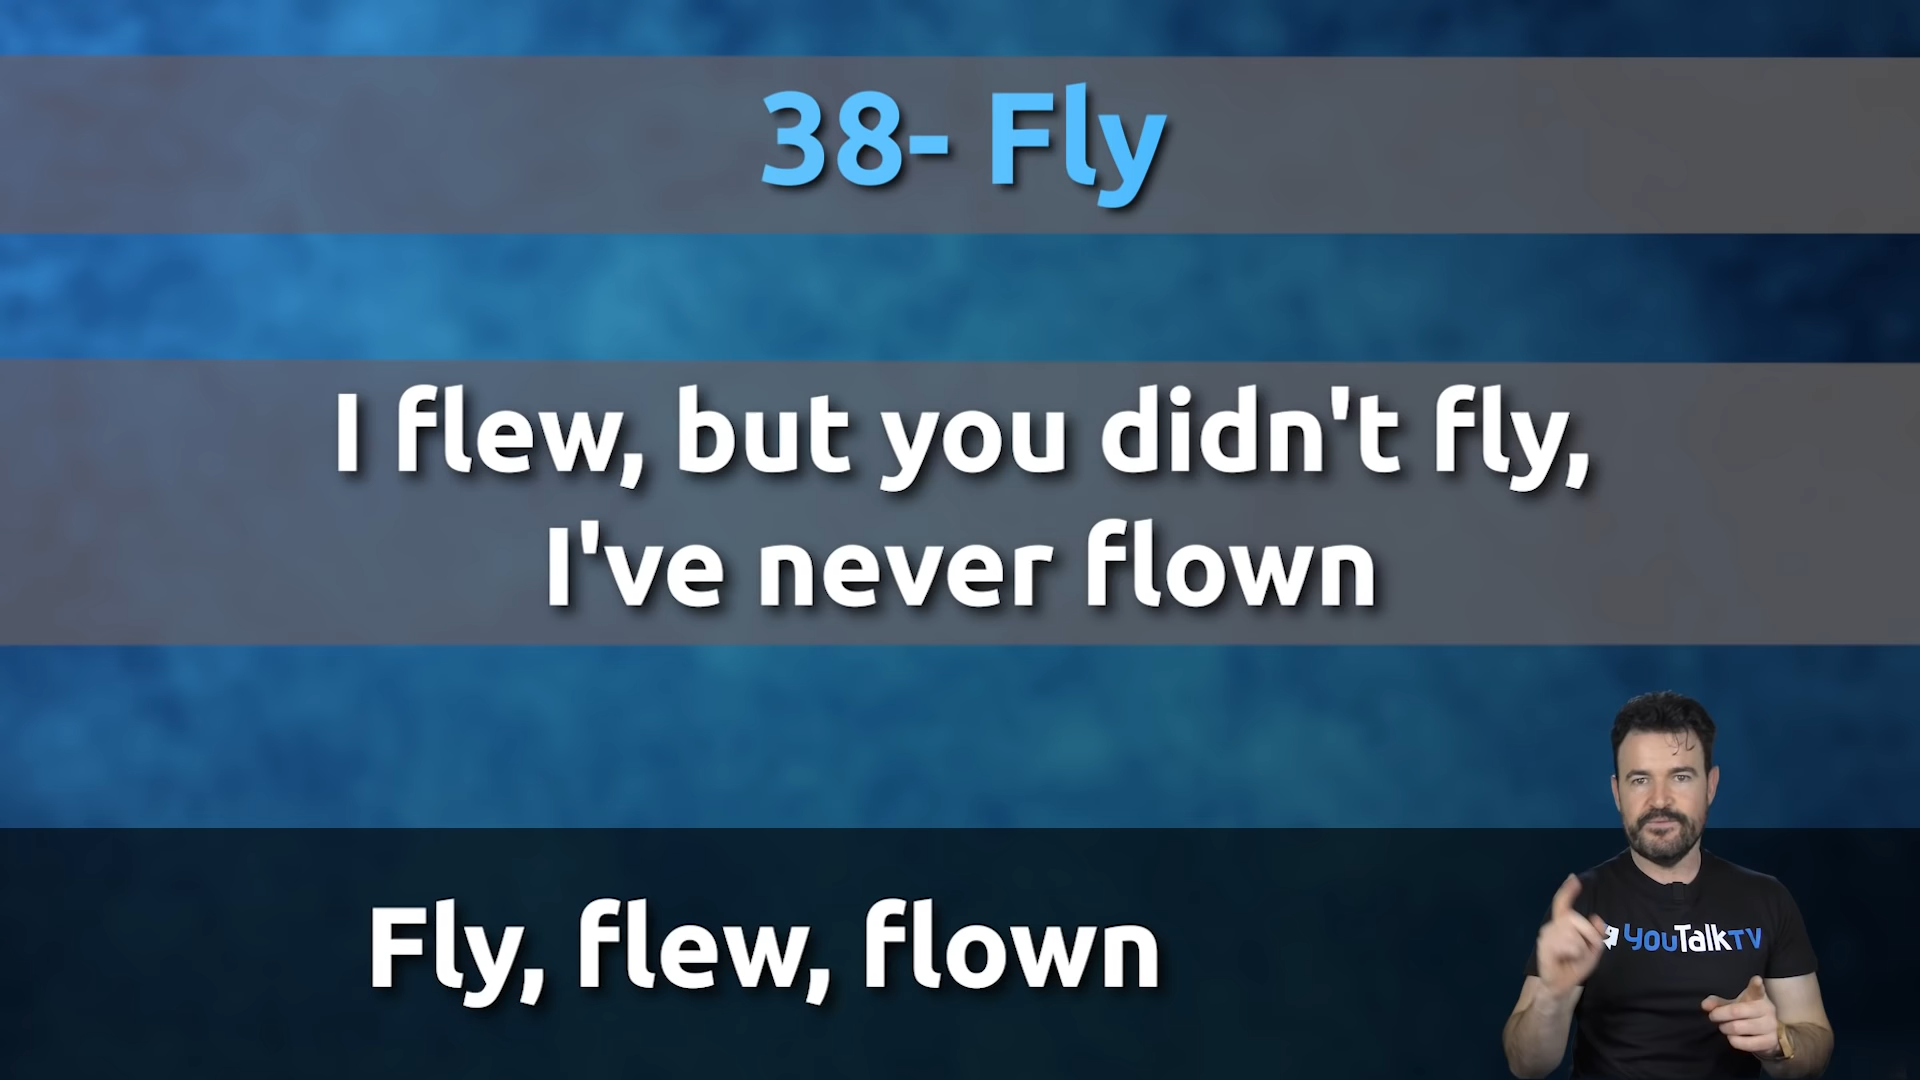 38- Fly
I flew, but you didn't fly,
I've never flown
Fly, flew, flown
YOUTalkTV